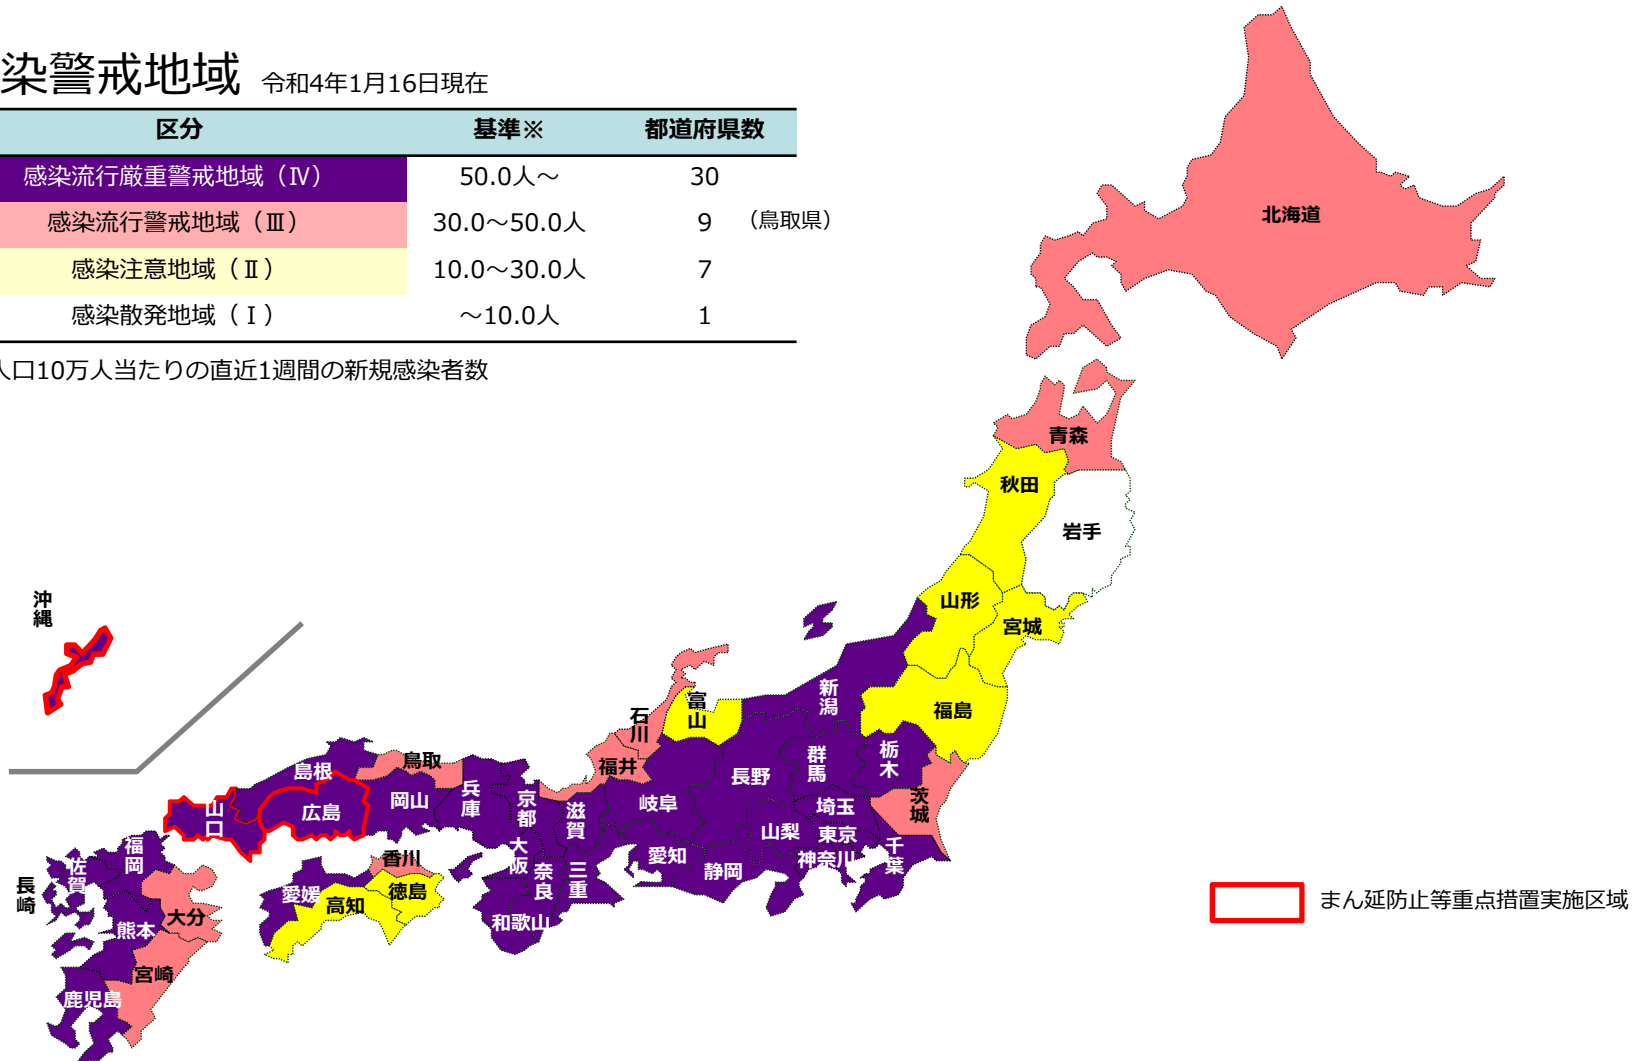 染警戒地域 令和4年1月16日現在
区分 基準※ 都道府県数
感染流行厳重警戒地域（Ⅳ） 50.0人～ 30
感染流行警戒地域（Ⅲ） 30.0～50.0人 9 （鳥取県）
感染注意地域（Ⅱ） 10.0～30.0人 7
感染散発地域（Ⅰ） ～10.0人 1
人口10万人当たりの直近1週間の新規感染者数
北海道
青森
秋田
岩手
山形
宮城
福島
沖縄
新潟
富山
石川
福井
栃木
群馬
長野
茨城
埼玉
東京
神奈川
千葉
山梨
静岡
岐阜
愛知
滋賀
三重
京都
大阪
奈良
和歌山
兵庫
鳥取
島根
岡山
広島
山口
香川
徳島
愛媛
高知
福岡
佐賀
長崎
大分
熊本
宮崎
鹿児島
まん延防止等重点措置実施区域